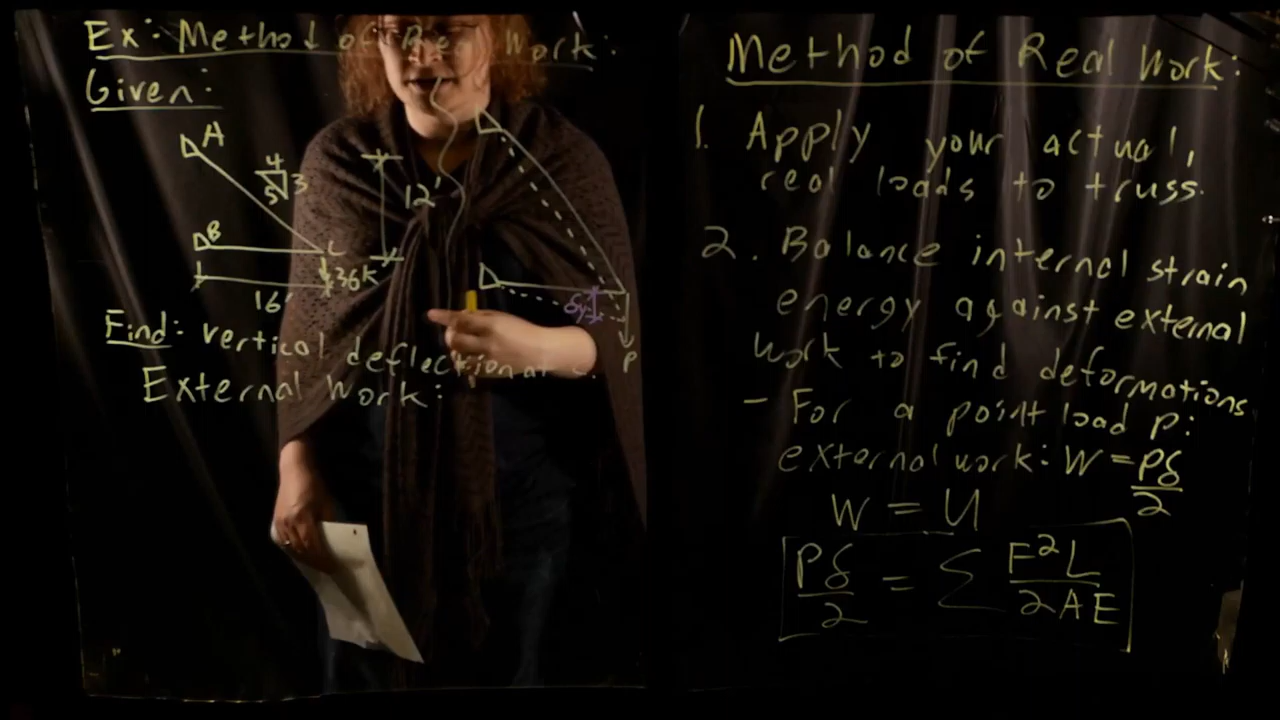 Ex: Method of Real Work:
Given:
A
4
5 3
12'
B
C
36k
16'
δy
P
Find: vertical deflection at C.
External Work:
Method of Real Work:
1. Apply your actual,
real loads to truss.
2. Balance internal strain
energy against external
work to find deformations
- For a point load P:
external work: W = Pδ/2
W = U
Pδ/2 = Σ F²L/2AE